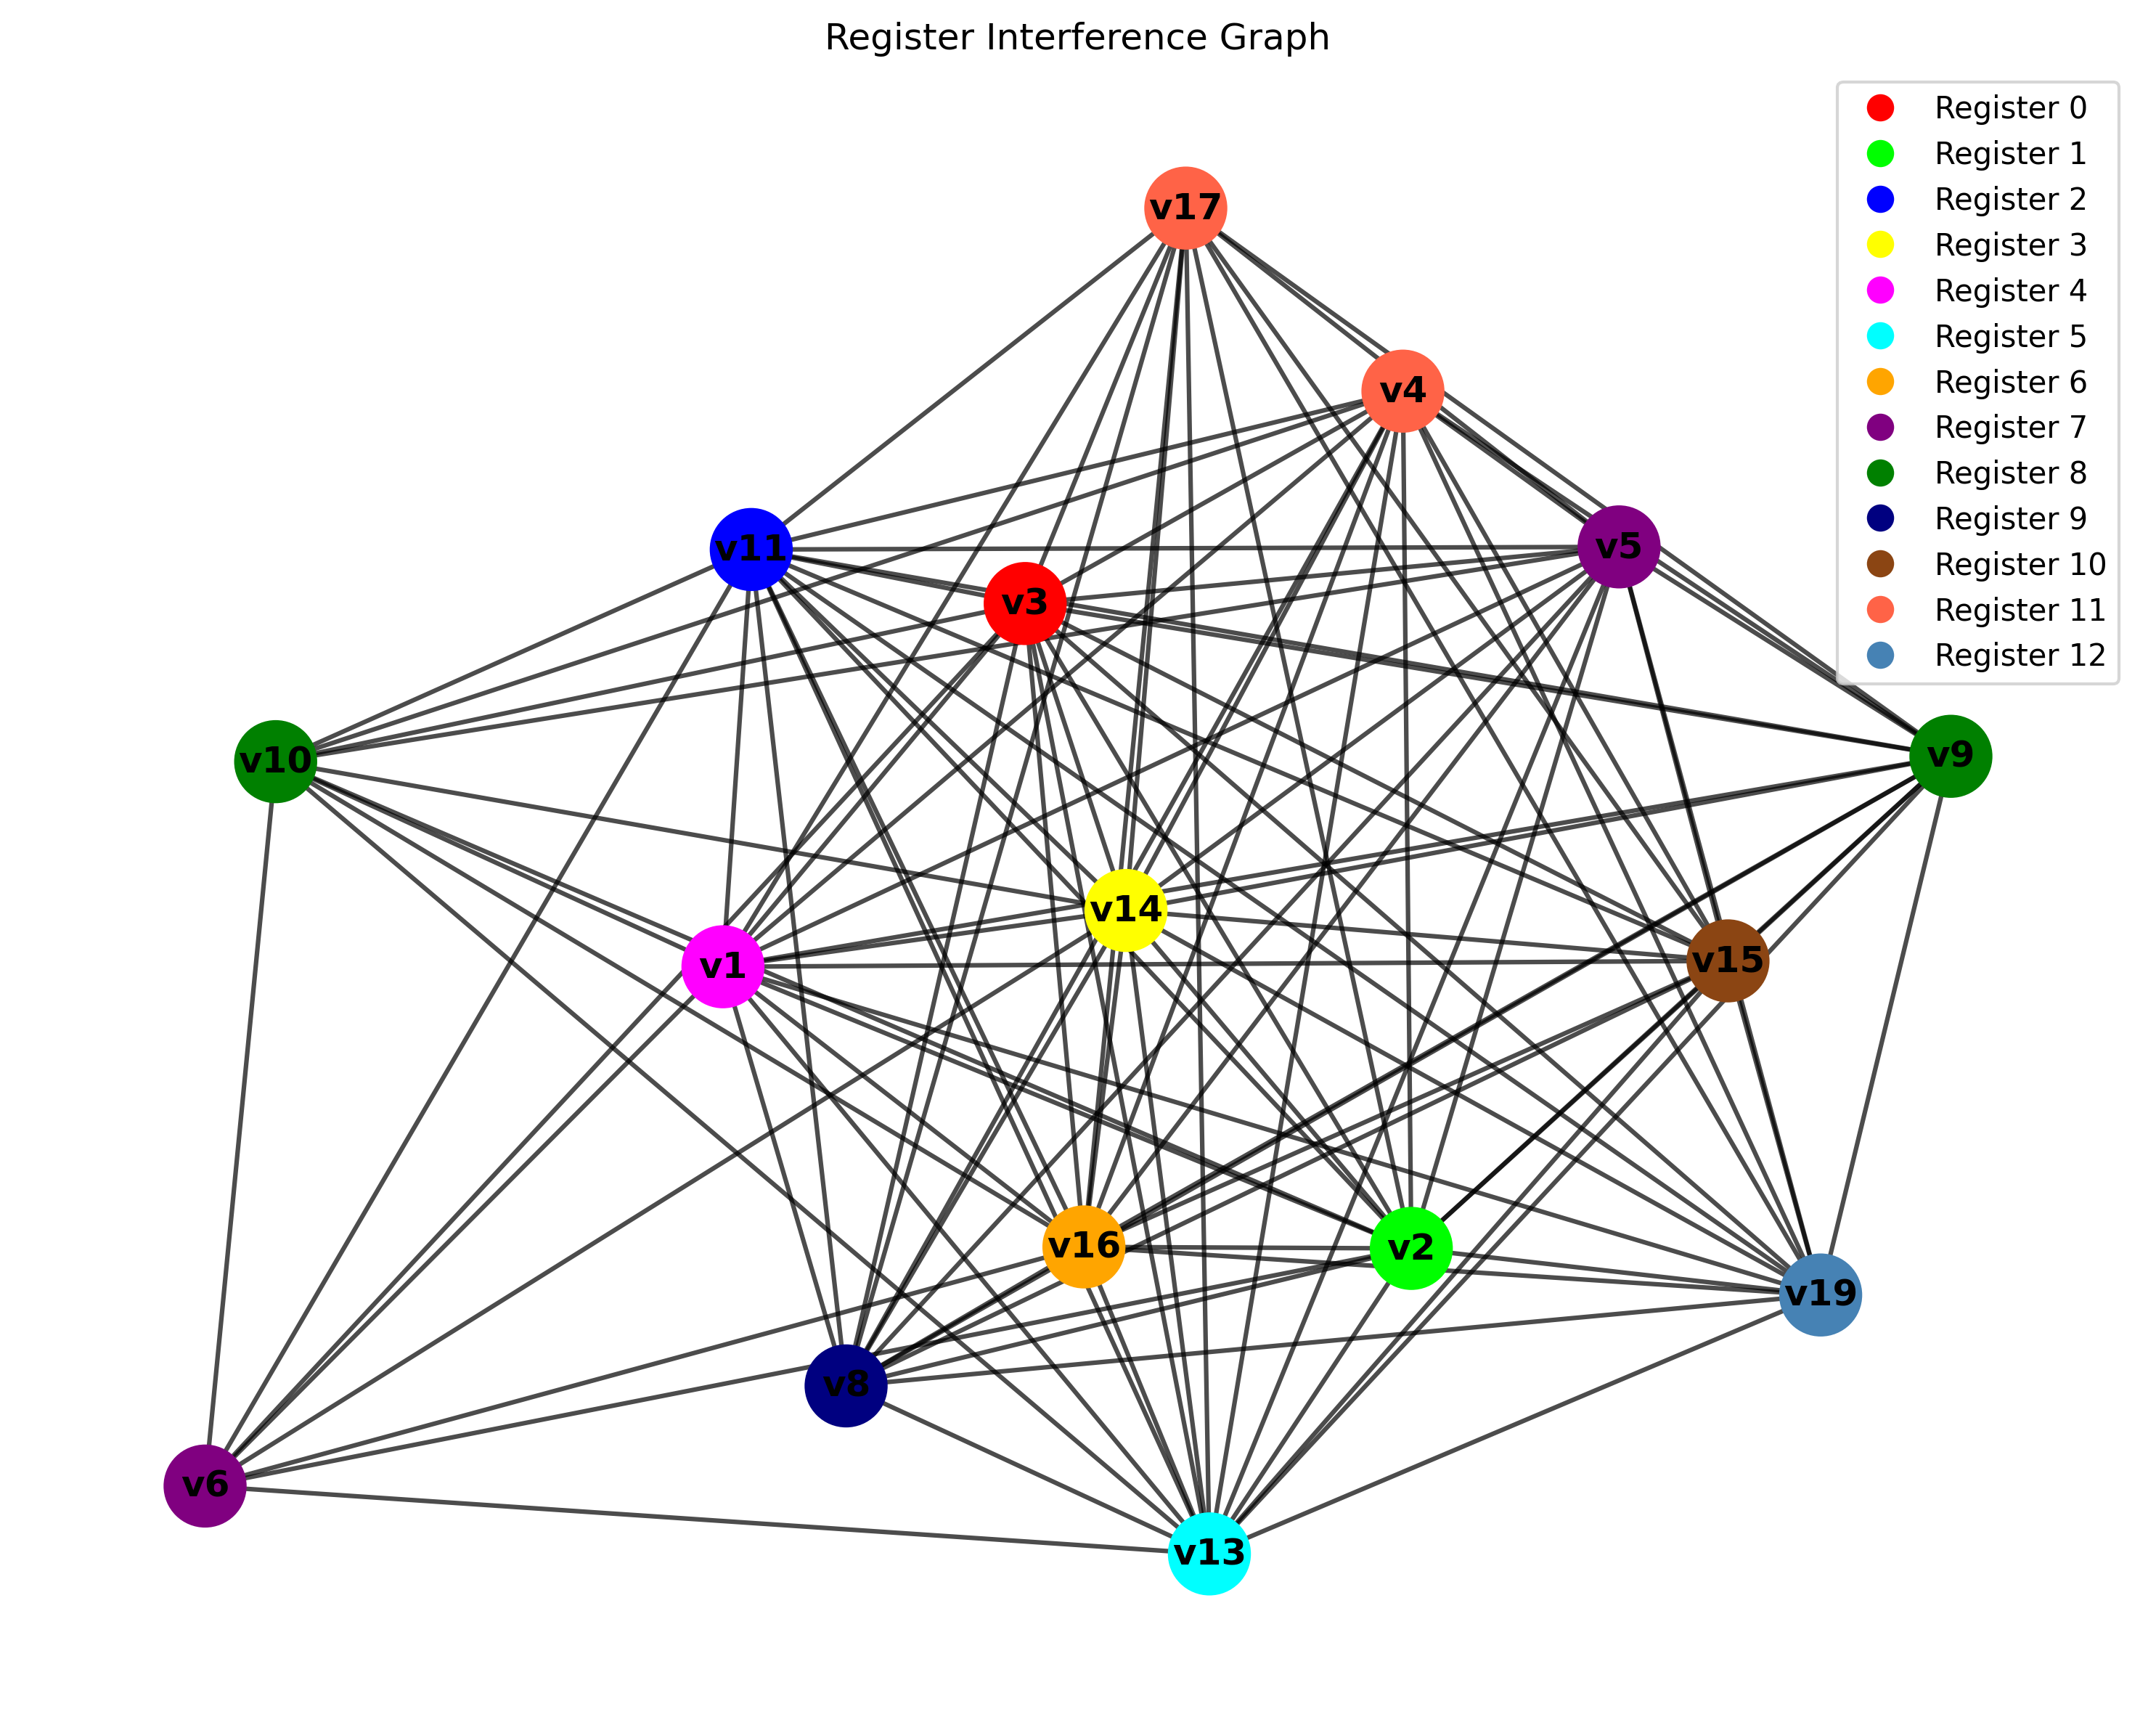 Register Interference Graph
Register 0
Register 1
Register 2
Register 3
Register 4
Register 5
Register 6
Register 7
Register 8
Register 9
Register 10
Register 11
Register 12
v17
v4
v11
v5
v3
v10
v9
v14
v1
v15
v16
v2
v19
v8
v6
v13